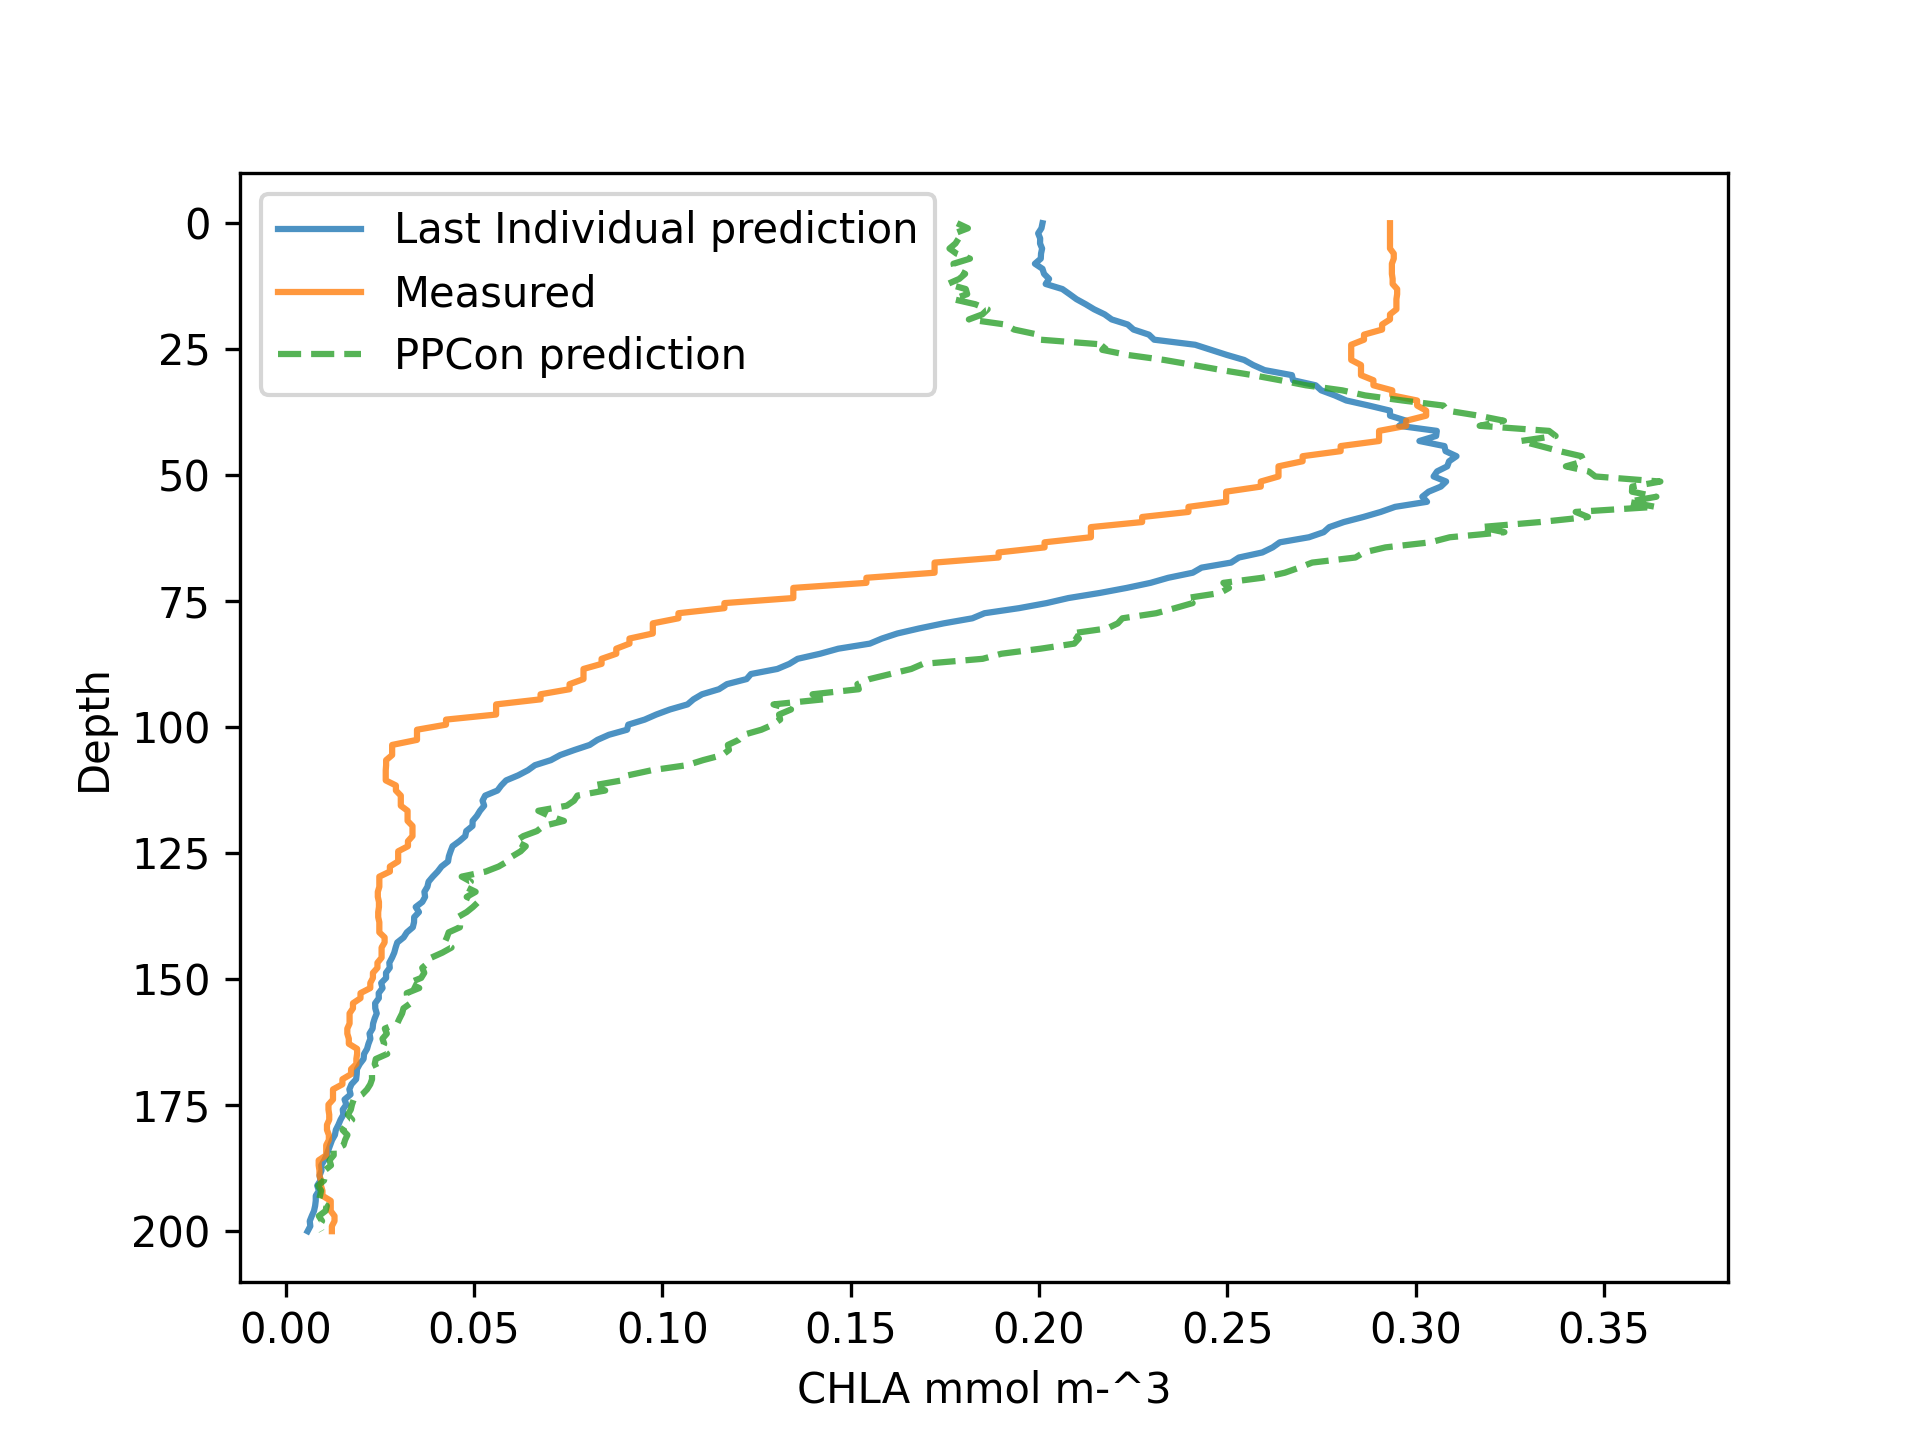 Last Individual prediction
Measured
PPCon prediction
0
25
50
75
100
125
150
175
200
Depth
0.00 0.05 0.10 0.15 0.20 0.25 0.30 0.35
CHLA mmol m-^3